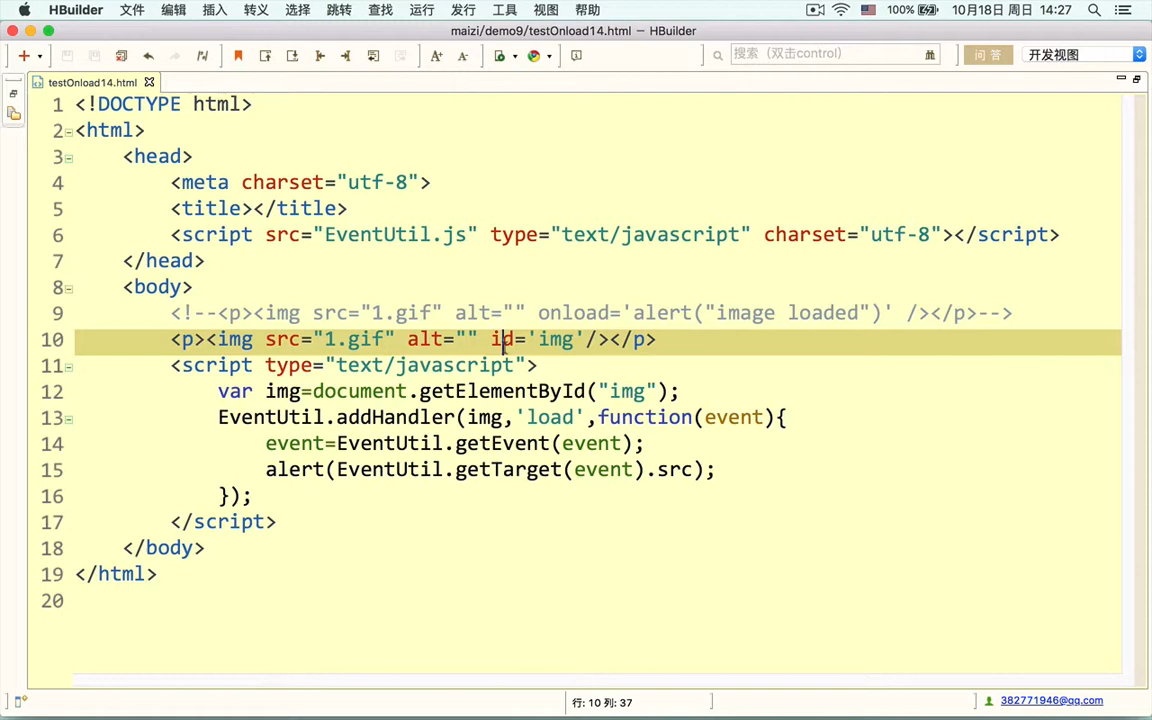 HBuilder 文件 编辑 插入 转义 选择 跳转 查找 运行 发行 工具 视图 帮助 100% 10月18日 周日 14:27
maizi/demo9/testOnload14.html — HBuilder
搜索（双击control） 问 答 开发视图
testOnload14.html
1 <!DOCTYPE html>
2 <html>
3 <head>
4 <meta charset="utf-8">
5 <title></title>
6 <script src="EventUtil.js" type="text/javascript" charset="utf-8"></script>
7 </head>
8 <body>
9 <!--<p><img src="1.gif" alt="" onload='alert("image loaded")' /></p>-->
10 <p><img src="1.gif" alt="" id='img'/></p>
11 <script type="text/javascript">
12 var img=document.getElementById("img");
13 EventUtil.addHandler(img,'load',function(event){
14 event=EventUtil.getEvent(event);
15 alert(EventUtil.getTarget(event).src);
16 });
17 </script>
18 </body>
19 </html>
20
行: 10 列: 37 382771946@qq.com